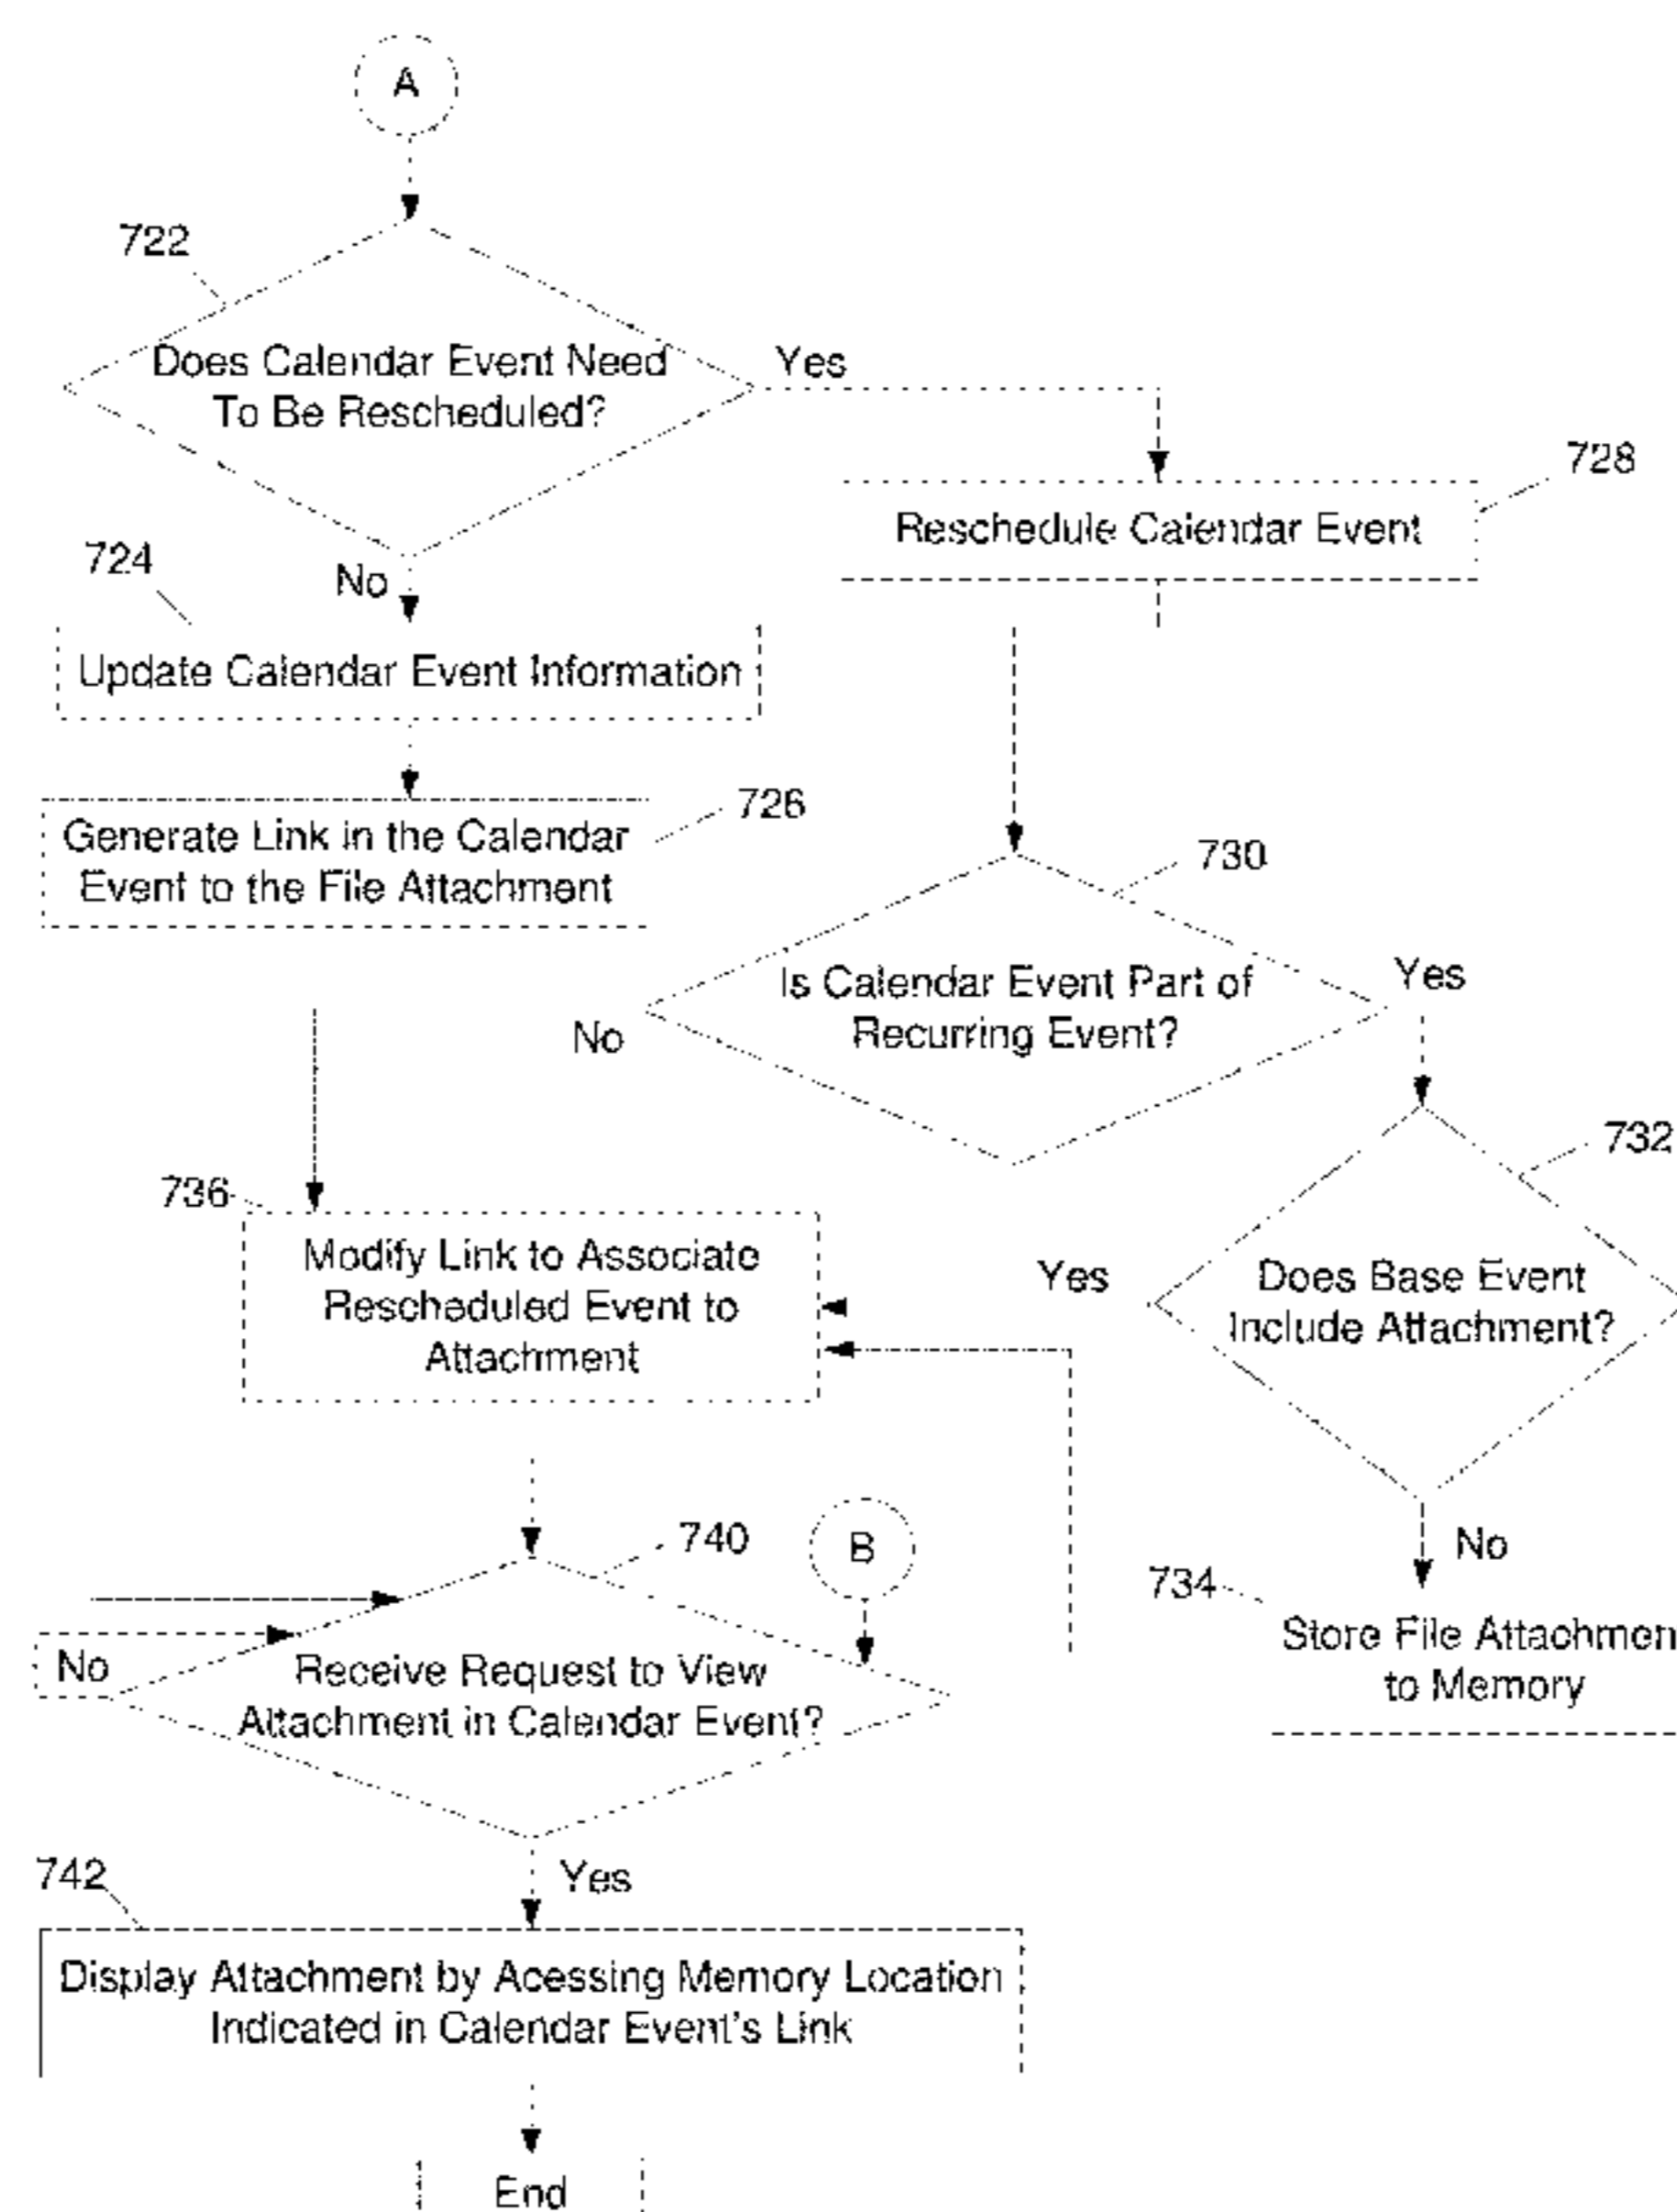 A
722
Does Calendar Event Need
To Be Rescheduled?
Yes
728
Reschedule Calendar Event
No
724
Update Calendar Event Information
726
Generate Link in the Calendar
Event to the File Attachment
730
Is Calendar Event Part of
Recurring Event?
Yes
No
732
Does Base Event
Include Attachment?
Yes
736
Modify Link to Associate
Rescheduled Event to
Attachment
No
734
Store File Attachmen
to Memory
740
B
No
Receive Request to View
Attachment in Calendar Event?
Yes
742
Display Attachment by Acessing Memory Location
Indicated in Calendar Event's Link
End